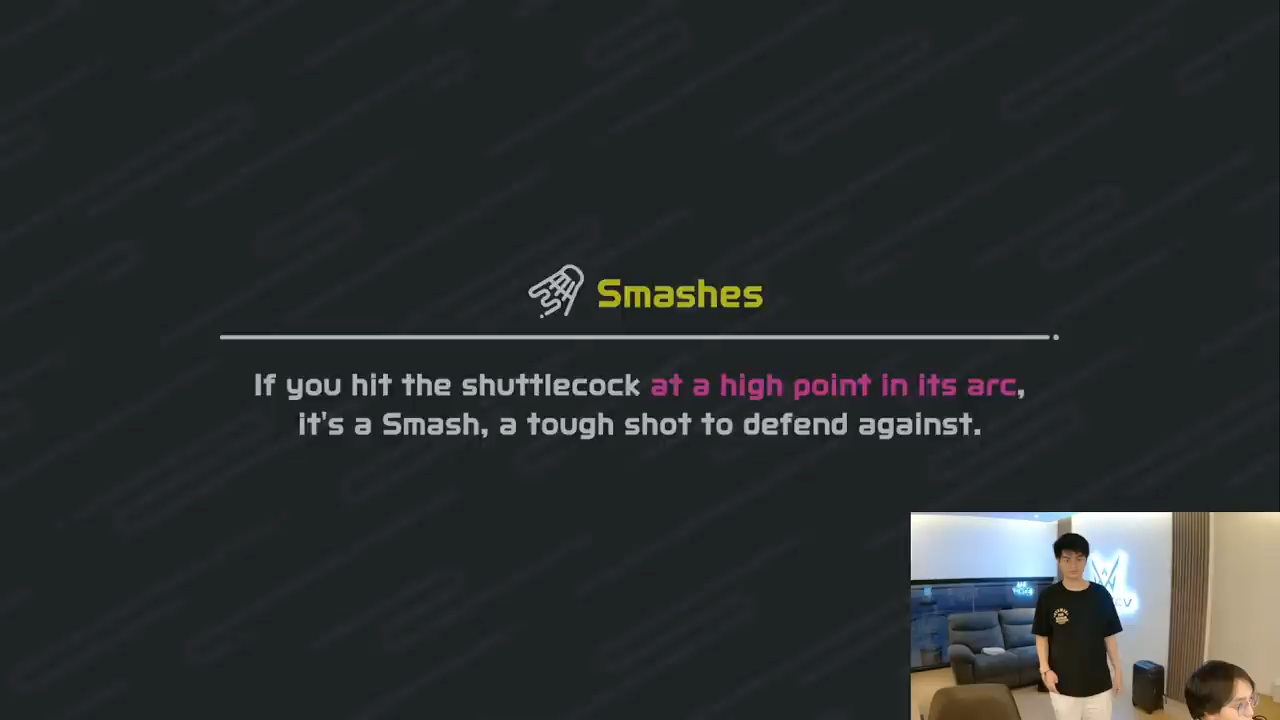 Smashes
If you hit the shuttlecock at a high point in its arc,
it's a Smash, a tough shot to defend against.